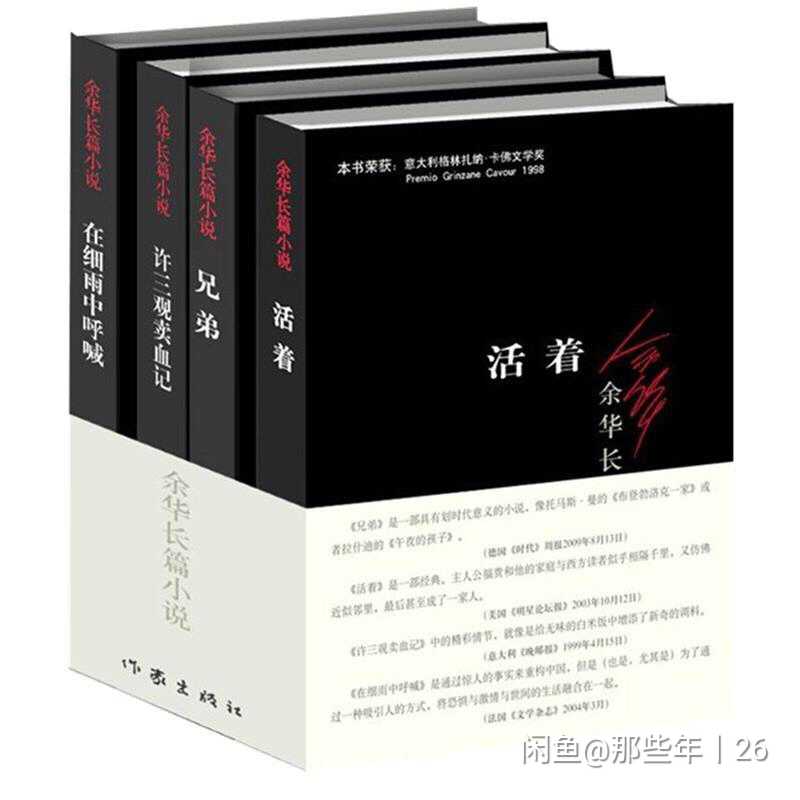 余华长篇小说
在细雨中呼喊
余华长篇小说
许三观卖血记
余华长篇小说
兄弟
余华长篇小说
活着
本书荣获：意大利格林扎纳·卡佛文学奖
Premio Grinzane Cavour 1998
活着
余华
余华长
余华长篇小说
作家出版社
《兄弟》是一部具有划时代意义的小说，像托马斯·曼的《布登勃洛克一家》或
者拉什迪的《午夜的孩子》。
（德国《时代》周报2009年8月13日）
《活着》是一部经典。主人公福贵和他的家庭与西方读者似乎相隔千里，又仿佛
近似邻里，最后甚至成了一家人。
（美国《明星论坛报》2003年10月12日）
《许三观卖血记》中的精彩情节，就像是给无味的白米饭中增添了新奇的调料。
（意大利《晚邮报》1999年4月15日）
《在细雨中呼喊》是通过惊人的事实来重构中国，但是（也是，尤其是）为了通
过一种吸引人的方式，将恐惧与激情与世间的生活融合在一起。
（法国《文学杂志》2004年3月）
闲鱼@那些年|26